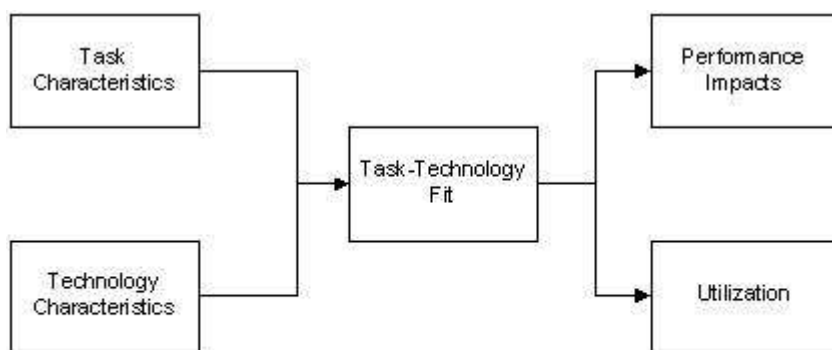 Task
Characteristics
Performance
Impacts
Task-Technology
Fit
Technology
Characteristics
Utilization